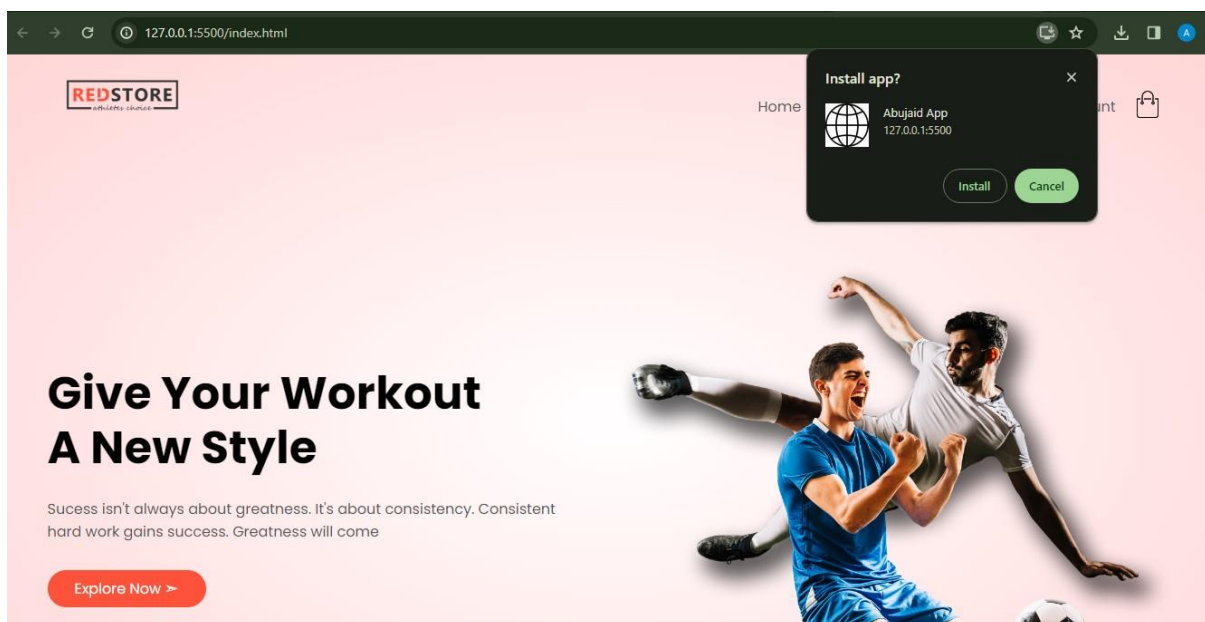 127.0.0.1:5500/index.html
A
REDSTORE
athletes choice
Home
Install app?
Abujaid App
127.0.0.1:5500
Install
Cancel
Give Your Workout
A New Style
Sucess isn't always about greatness. It's about consistency. Consistent
hard work gains success. Greatness will come
Explore Now ➣